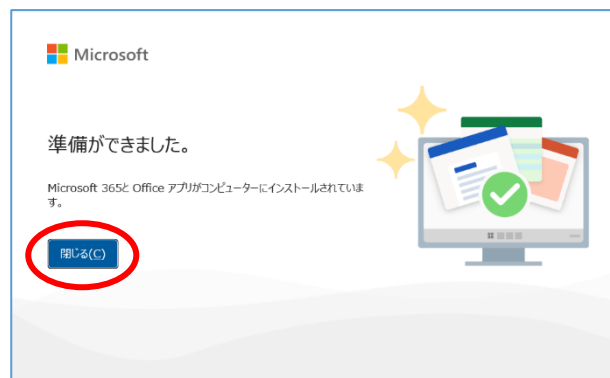 Microsoft
準備ができました。
Microsoft 365と Office アプリがコンピューターにインストールされていま
す。
閉じる(C)